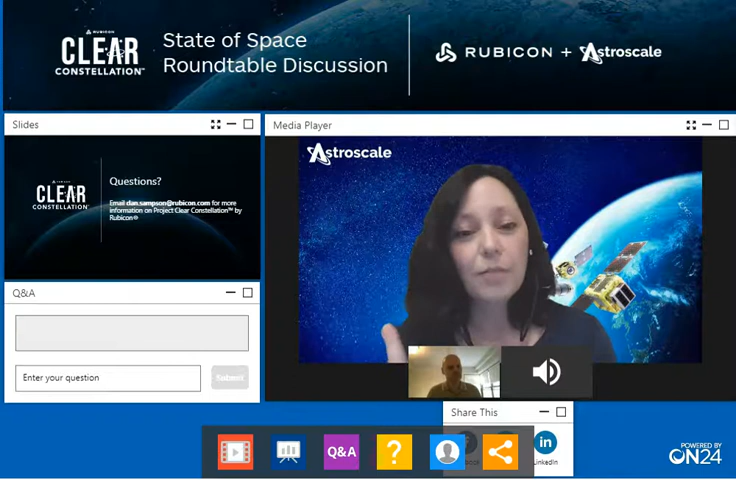 RUBICON
CLEAR
CONSTELLATION™
State of Space
Roundtable Discussion
RUBICON + Astroscale
Slides
Media Player
CLEAR
CONSTELLATION™
Questions?
Email dan.sampson@rubicon.com for more
information on Project Clear Constellation™ by
Rubicon®
Astroscale
Q&A
Enter your question
Submit
Share This
LinkedIn
Q&A
?
POWERED BY
ON24